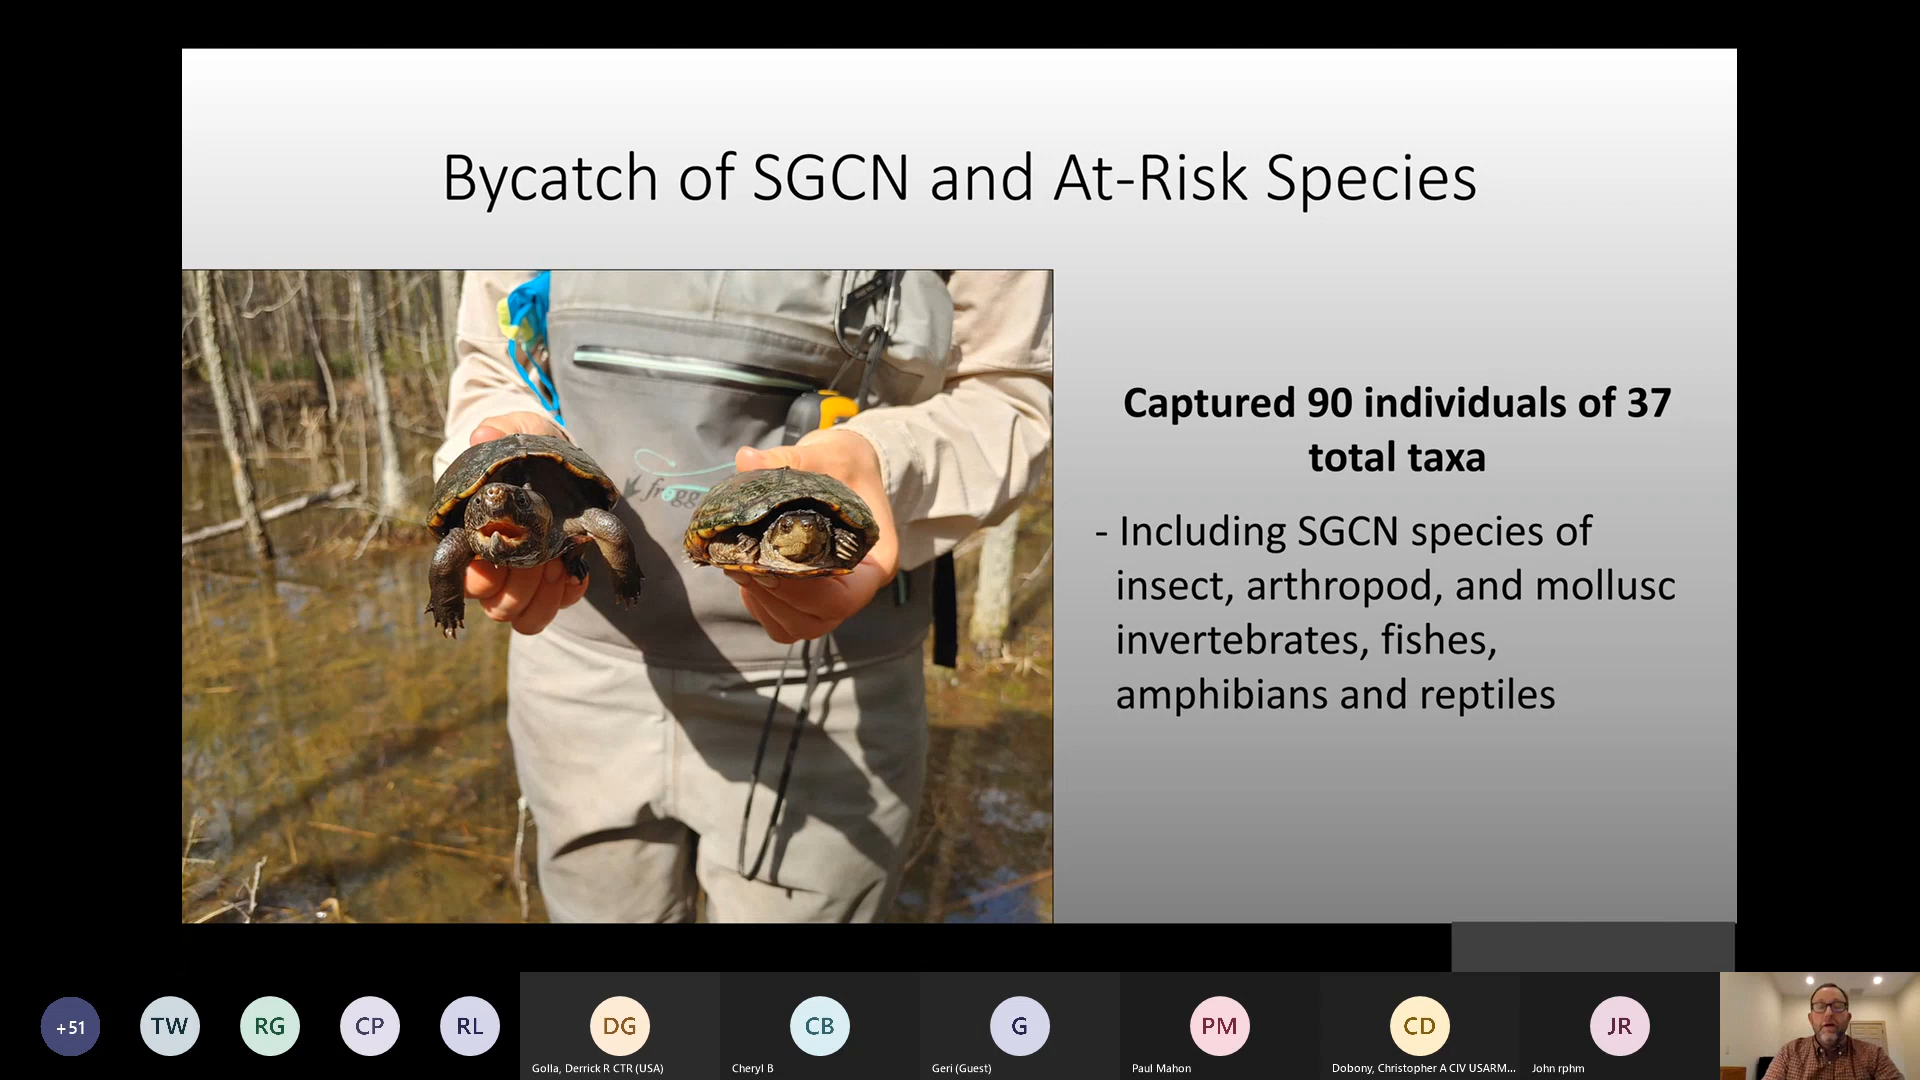 Bycatch of SGCN and At-Risk Species
frogg
Captured 90 individuals of 37
total taxa
- Including SGCN species of
insect, arthropod, and mollusc
invertebrates, fishes,
amphibians and reptiles
+51
TW
RG
CP
RL
DG
CB
G
PM
CD
JR
Golla, Derrick R CTR (USA)
Cheryl B
Geri (Guest)
Paul Mahon
Dobony, Christopher A CIV USARM...
John rphm